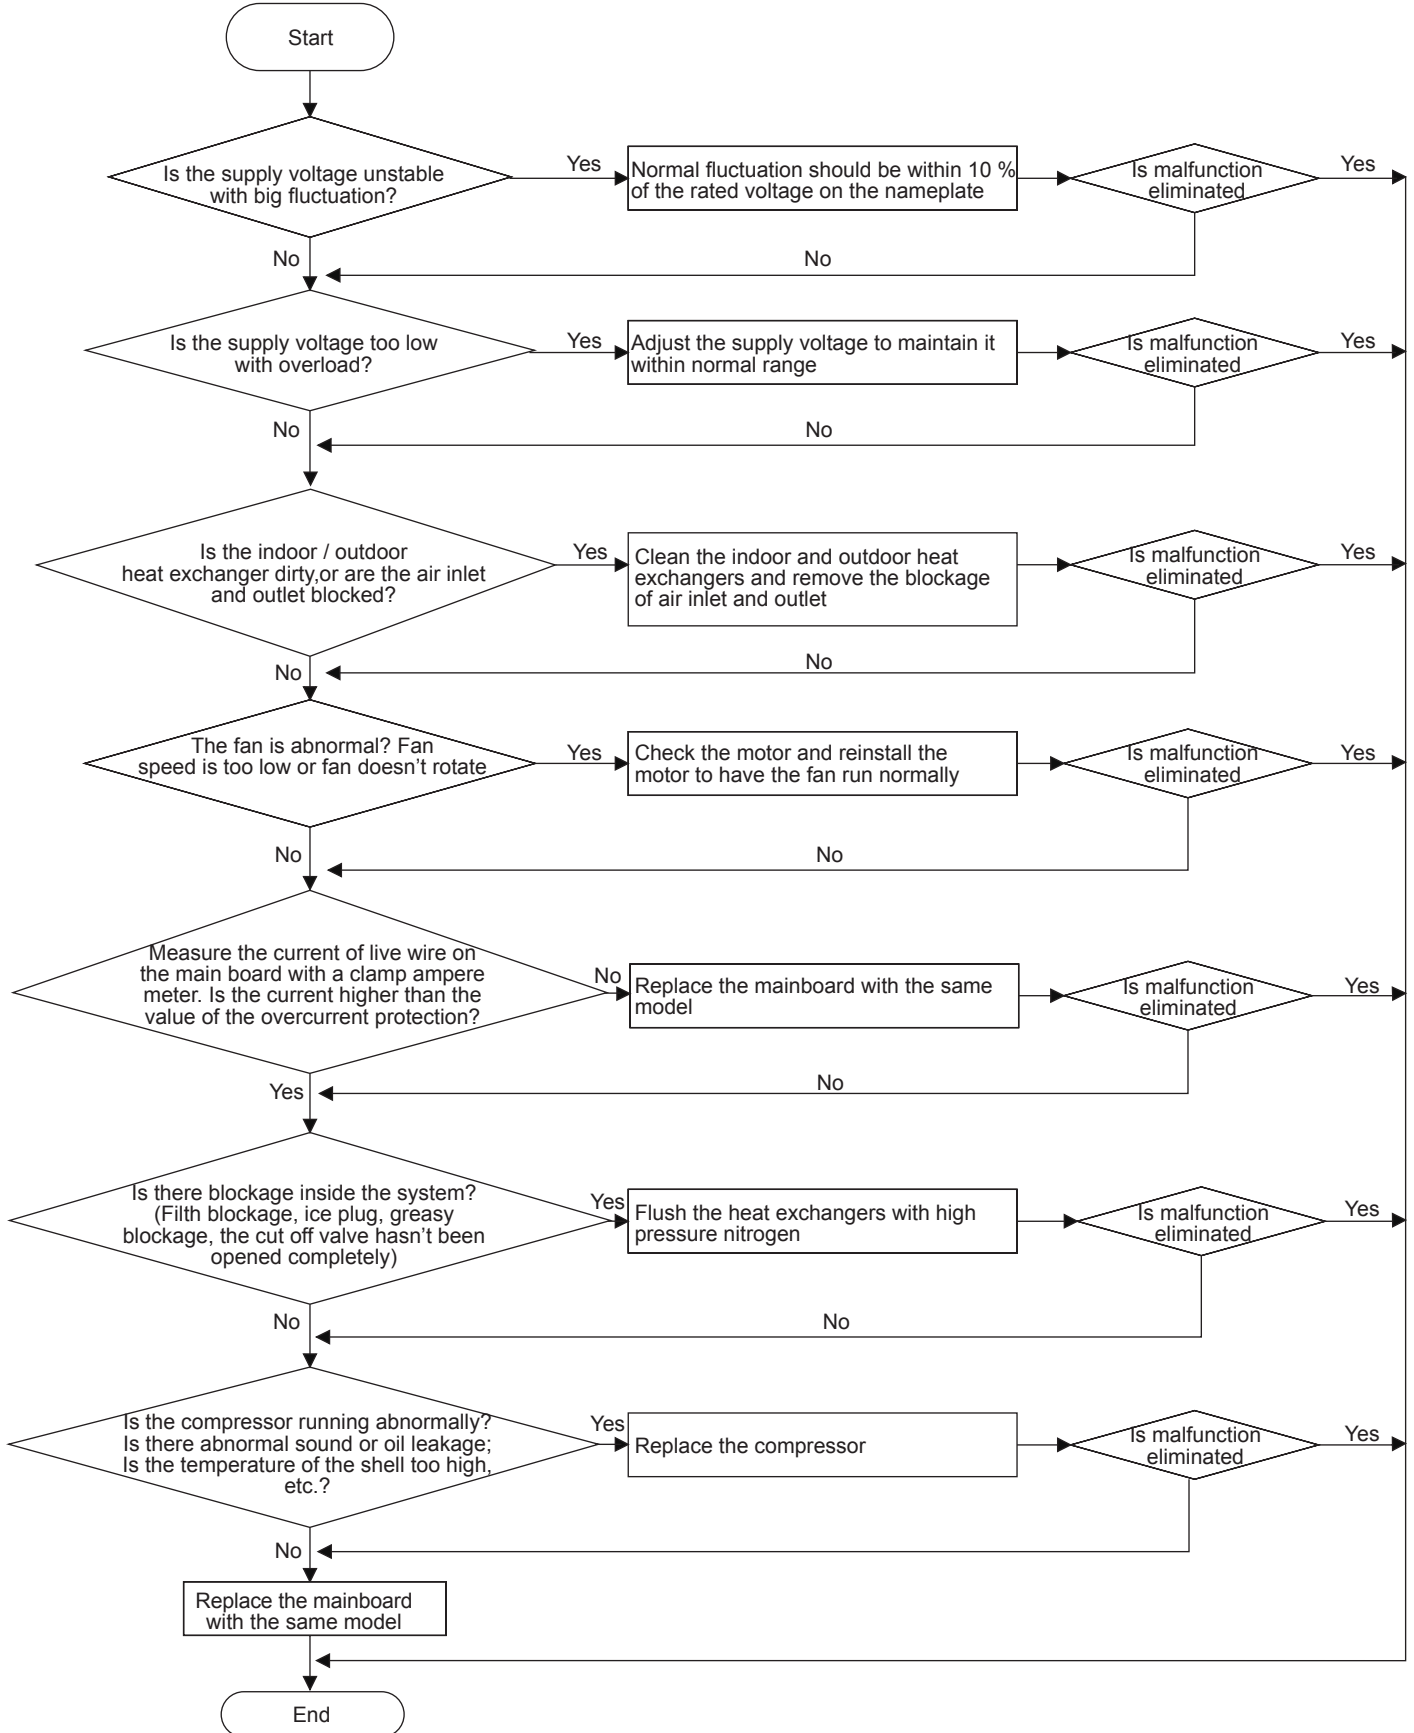 Start
Is the supply voltage unstable
with big fluctuation?
Yes
Normal fluctuation should be within 10 %
of the rated voltage on the nameplate
Is malfunction
eliminated
Yes
No
No
Is the supply voltage too low
with overload?
Yes
Adjust the supply voltage to maintain it
within normal range
Is malfunction
eliminated
Yes
No
No
Is the indoor / outdoor
heat exchanger dirty,or are the air inlet
and outlet blocked?
Yes
Clean the indoor and outdoor heat
exchangers and remove the blockage
of air inlet and outlet
Is malfunction
eliminated
Yes
No
No
The fan is abnormal? Fan
speed is too low or fan doesn't rotate
Yes
Check the motor and reinstall the
motor to have the fan run normally
Is malfunction
eliminated
Yes
No
No
Measure the current of live wire on
the main board with a clamp ampere
meter. Is the current higher than the
value of the overcurrent protection?
No
Replace the mainboard with the same
model
Is malfunction
eliminated
Yes
Yes
No
Is there blockage inside the system?
(Filth blockage, ice plug, greasy
blockage, the cut off valve hasn't been
opened completely)
Yes
Flush the heat exchangers with high
pressure nitrogen
Is malfunction
eliminated
Yes
No
No
Is the compressor running abnormally?
Is there abnormal sound or oil leakage;
Is the temperature of the shell too high,
etc.?
Yes
Replace the compressor
Is malfunction
eliminated
Yes
No
Replace the mainboard
with the same model
End